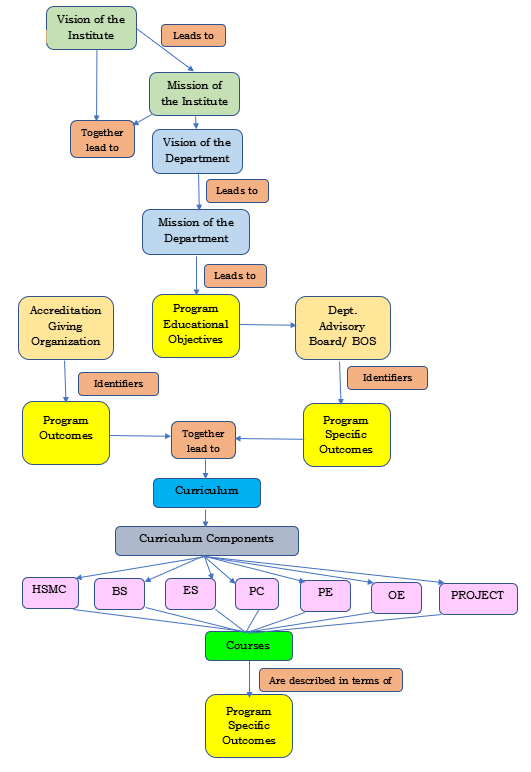 Vision of the
Institute
Leads to
Mission of
the Institute
Together
lead to
Vision of the
Department
Leads to
Mission of the
Department
Leads to
Accreditation
Giving
Organization
Program
Educational
Objectives
Dept.
Advisory
Board/ BOS
Identifiers
Identifiers
Program
Outcomes
Together
lead to
Program
Specific
Outcomes
Curriculum
Curriculum Components
HSMC
BS
ES
PC
PE
OE
PROJECT
Courses
Are described in terms of
Program
Specific
Outcomes